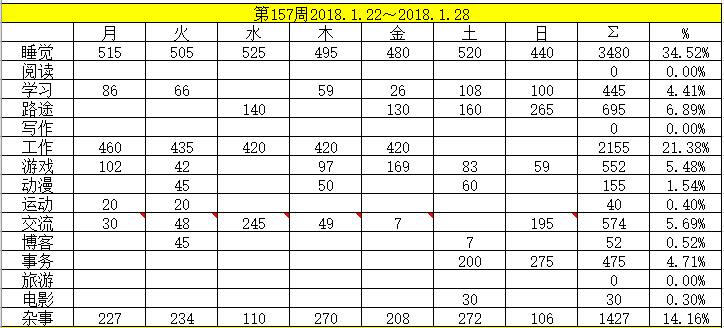 第157周2018.1.22～2018.1.28
月 火 水 木 金 土 日 Σ %
睡觉 515 505 525 495 480 520 440 3480 34.52%
阅读 0 0.00%
学习 86 66 59 26 108 100 445 4.41%
路途 140 130 160 265 695 6.89%
写作 0 0.00%
工作 460 435 420 420 420 2155 21.38%
游戏 102 42 97 169 83 59 552 5.48%
动漫 45 50 60 155 1.54%
运动 20 20 40 0.40%
交流 30 48 245 49 7 195 574 5.69%
博客 45 7 52 0.52%
事务 200 275 475 4.71%
旅游 0 0.00%
电影 30 30 0.30%
杂事 227 234 110 270 208 272 106 1427 14.16%